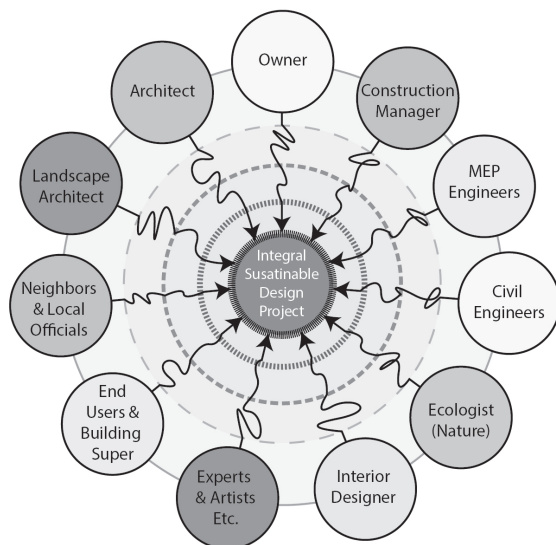 Owner
Construction
Manager
MEP
Engineers
Civil
Engineers
Ecologist
(Nature)
Interior
Designer
Experts
& Artists
Etc.
End
Users &
Building
Super
Neighbors
& Local
Officials
Landscape
Architect
Architect
Integral
Susatinable
Design
Project